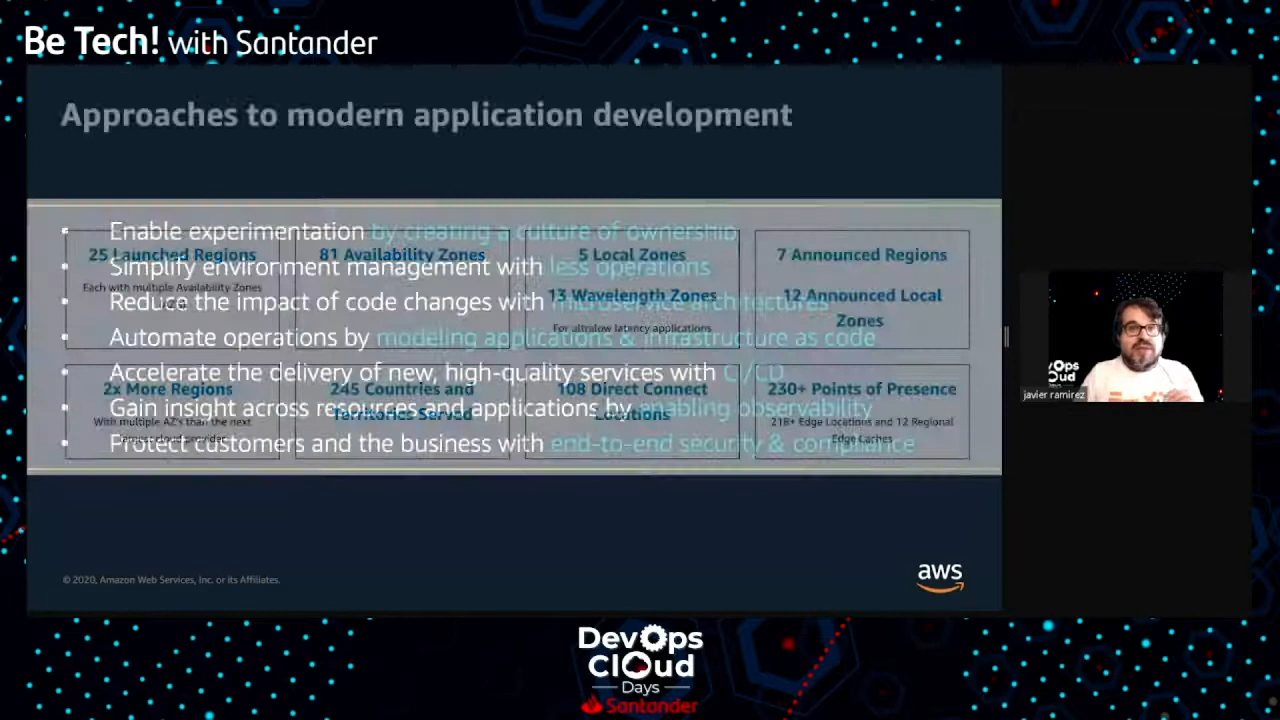 Be Tech! with Santander
Approaches to modern application development
• Enable experimentation by creating a culture of ownership
• Simplify environment management with less operations
• Reduce the impact of code changes with microservice architectures
• Automate operations by modeling applications & infrastructure as code
• Accelerate the delivery of new, high-quality services with CI/CD
• Gain insight across resources and applications by enabling observability
• Protect customers and the business with end-to-end security & compliance
25 Launched Regions
Each with multiple Availability Zones
81 Availability Zones
5 Local Zones
13 Wavelength Zones
For ultralow latency applications
7 Announced Regions
12 Announced Local
Zones
2x More Regions
With multiple AZ's than the next
cloud provider
245 Countries and
Territories Served
108 Direct Connect
Locations
230+ Points of Presence
218+ Edge Locations and 12 Regional
Edge Caches
© 2020, Amazon Web Services, Inc. or its Affiliates.
aws
javier ramirez
DevOps
Cloud
Days
Santander